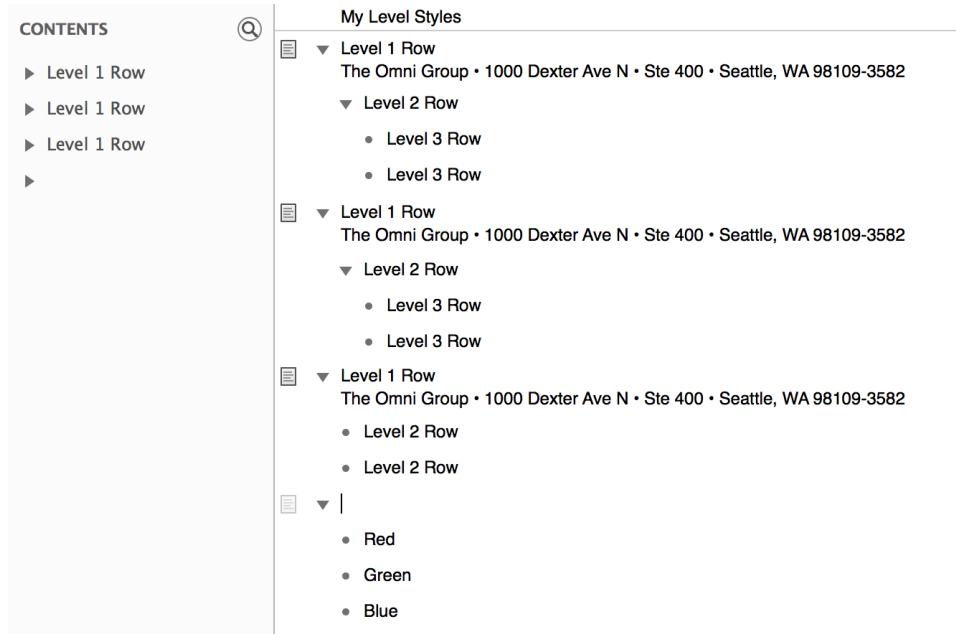 CONTENTS
Level 1 Row
Level 1 Row
Level 1 Row
My Level Styles
Level 1 Row
The Omni Group • 1000 Dexter Ave N • Ste 400 • Seattle, WA 98109-3582
Level 2 Row
Level 3 Row
Level 3 Row
Level 1 Row
The Omni Group • 1000 Dexter Ave N • Ste 400 • Seattle, WA 98109-3582
Level 2 Row
Level 3 Row
Level 3 Row
Level 1 Row
The Omni Group • 1000 Dexter Ave N • Ste 400 • Seattle, WA 98109-3582
Level 2 Row
Level 2 Row
Red
Green
Blue